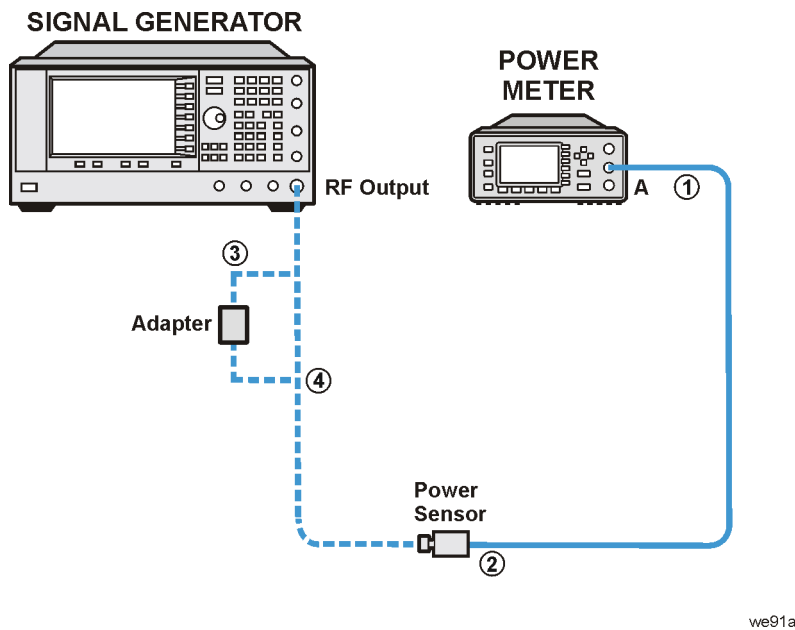 SIGNAL GENERATOR
POWER
METER
RF Output
A
①
③
Adapter
④
Power
Sensor
②
we91a